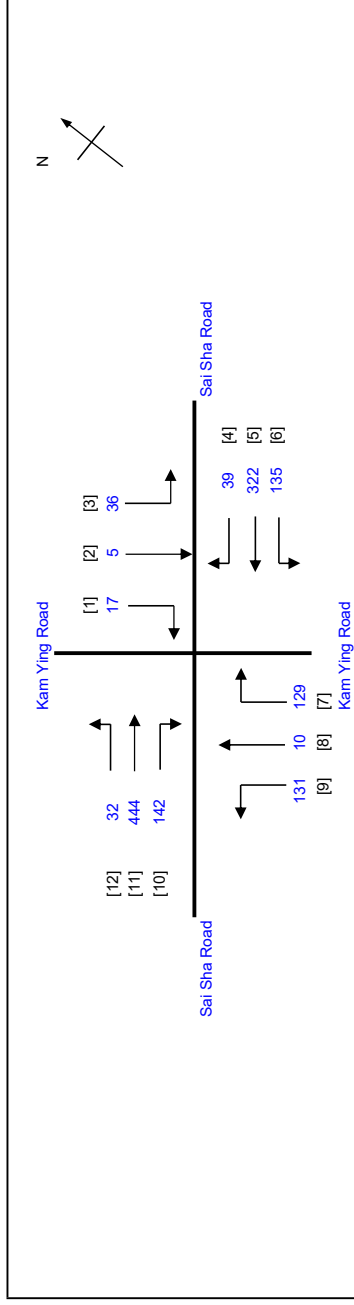 N
Kam Ying Road
[1] [2] [3]
17 5 36
[12] 32
[11] 444
[10] 142
Sai Sha Road
Sai Sha Road
39 [4]
322 [5]
135 [6]
131 10 129
[9] [8] [7]
Kam Ying Road